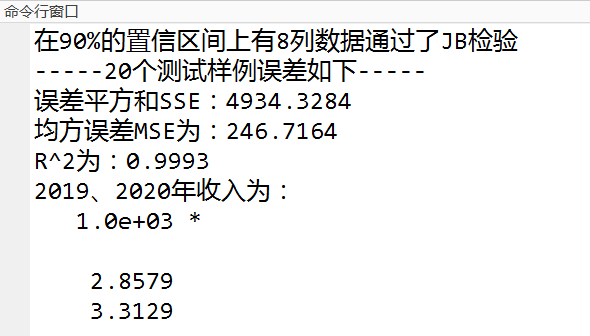 命令行窗口
在90%的置信区间上有8列数据通过了JB检验
-----20个测试样例误差如下-----
误差平方和SSE：4934.3284
均方误差MSE为：246.7164
R^2为：0.9993
2019、2020年收入为：
1.0e+03 *
2.8579
3.3129